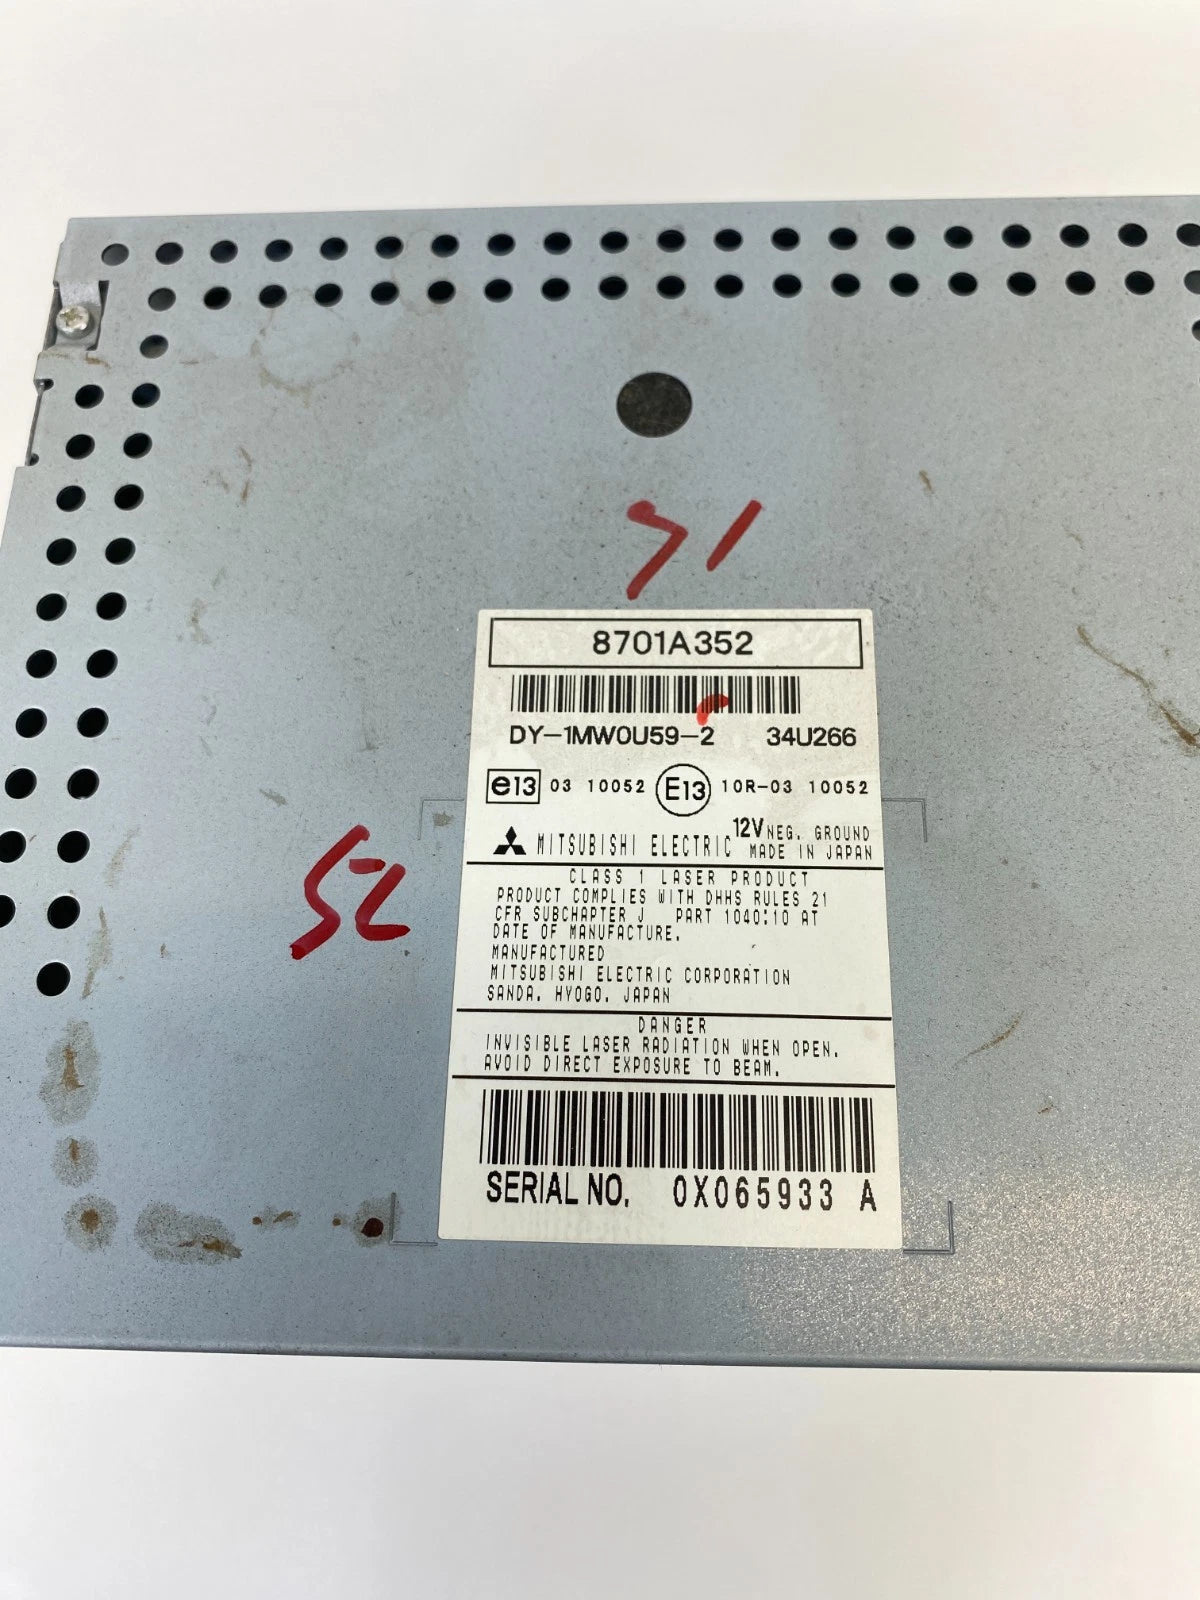 8701A352
DY-1MW0U59-2 34U266
e13 03 10052 E13 10R-03 10052
12V NEG. GROUND
MITSUBISHI ELECTRIC MADE IN JAPAN
CLASS 1 LASER PRODUCT
PRODUCT COMPLIES WITH DHHS RULES 21
CFR SUBCHAPTER J PART 1040:10 AT
DATE OF MANUFACTURE.
MANUFACTURED
MITSUBISHI ELECTRIC CORPORATION
SANDA. HYOGO. JAPAN
DANGER
INVISIBLE LASER RADIATION WHEN OPEN.
AVOID DIRECT EXPOSURE TO BEAM.
SERIAL NO. 0X065933 A